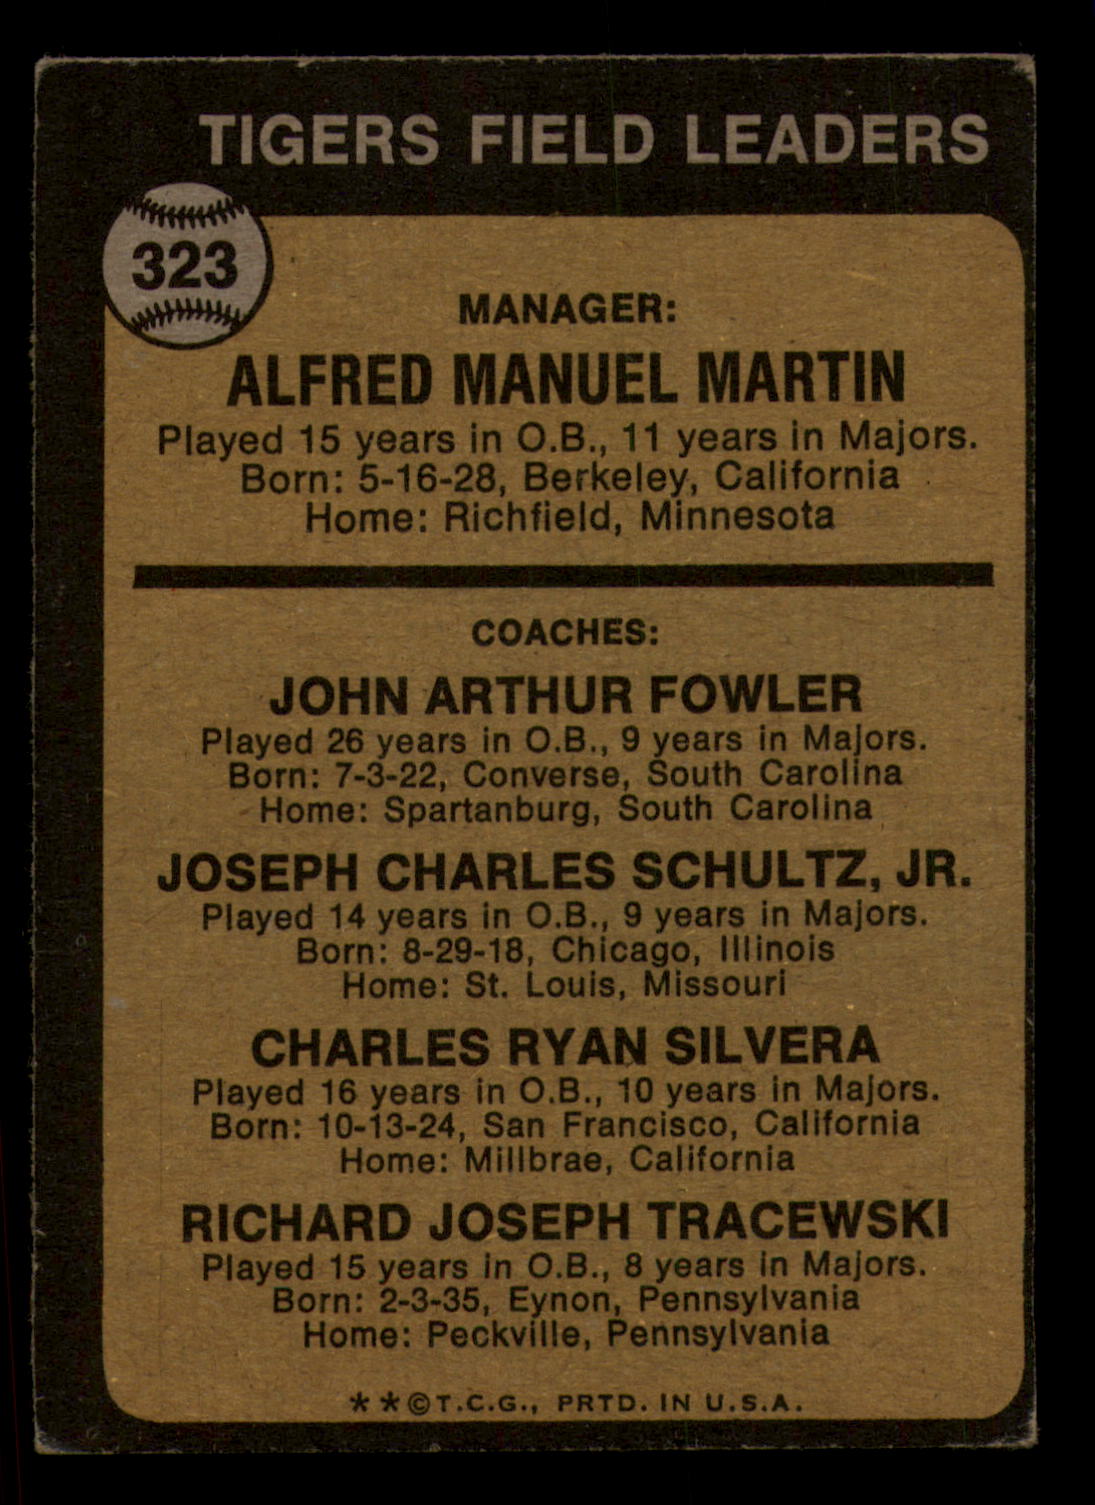 TIGERS FIELD LEADERS
323
MANAGER:
ALFRED MANUEL MARTIN
Played 15 years in O.B., 11 years in Majors.
Born: 5-16-28, Berkeley, California
Home: Richfield, Minnesota
COACHES:
JOHN ARTHUR FOWLER
Played 26 years in O.B., 9 years in Majors.
Born: 7-3-22, Converse, South Carolina
Home: Spartanburg, South Carolina
JOSEPH CHARLES SCHULTZ, JR.
Played 14 years in O.B., 9 years in Majors.
Born: 8-29-18, Chicago, Illinois
Home: St. Louis, Missouri
CHARLES RYAN SILVERA
Played 16 years in O.B., 10 years in Majors.
Born: 10-13-24, San Francisco, California
Home: Millbrae, California
RICHARD JOSEPH TRACEWSKI
Played 15 years in O.B., 8 years in Majors.
Born: 2-3-35, Eynon, Pennsylvania
Home: Peckville, Pennsylvania
**©T.C.G., PRTD. IN U.S.A.